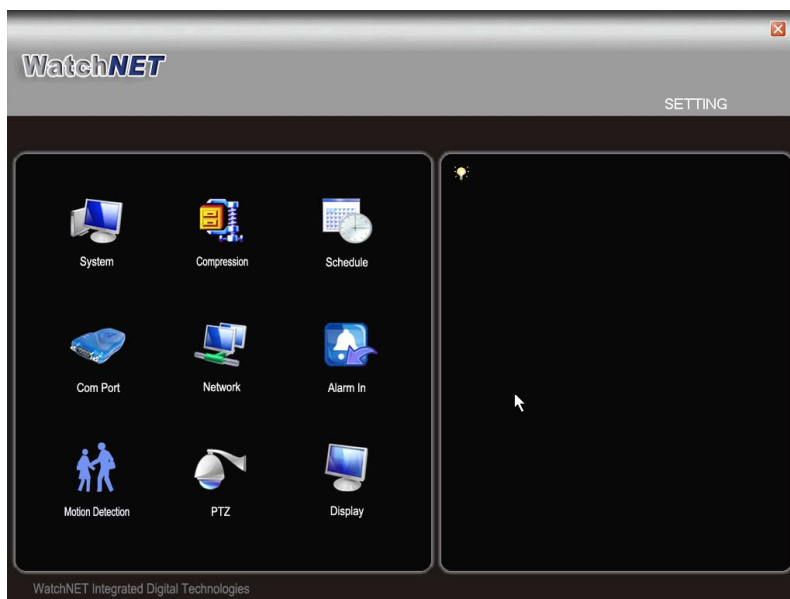 WatchNET
SETTING
System
Compression
Schedule
Com Port
Network
Alarm In
Motion Detection
PTZ
Display
WatchNET Integrated Digital Technologies